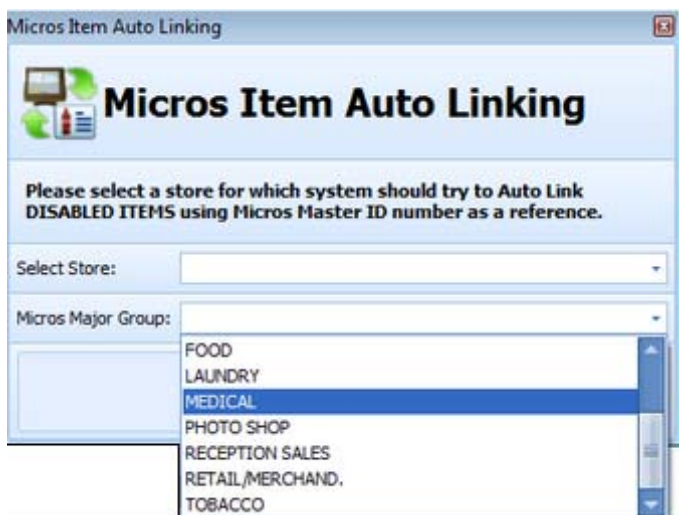 Micros Item Auto Linking
Micros Item Auto Linking
Please select a store for which system should try to Auto Link
DISABLED ITEMS using Micros Master ID number as a reference.
Select Store:
Micros Major Group:
FOOD
LAUNDRY
MEDICAL
PHOTO SHOP
RECEPTION SALES
RETAIL/MERCHAND.
TOBACCO